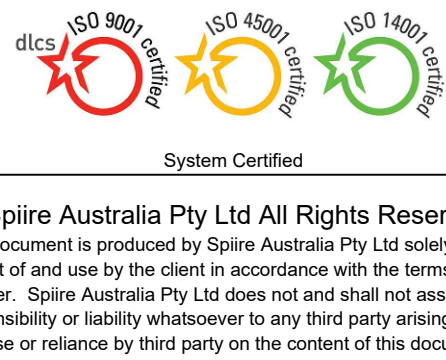 dlcs ISO 9001 certified ISO 45001 certified ISO 14001 certified
System Certified
piire Australia Pty Ltd All Rights Reser
ocument is produced by Spiire Australia Pty Ltd solely
t of and use by the client in accordance with the terms
er. Spiire Australia Pty Ltd does not and shall not ass
nsibility or liability whatsoever to any third party arising
se or reliance by third party on the content of this docu